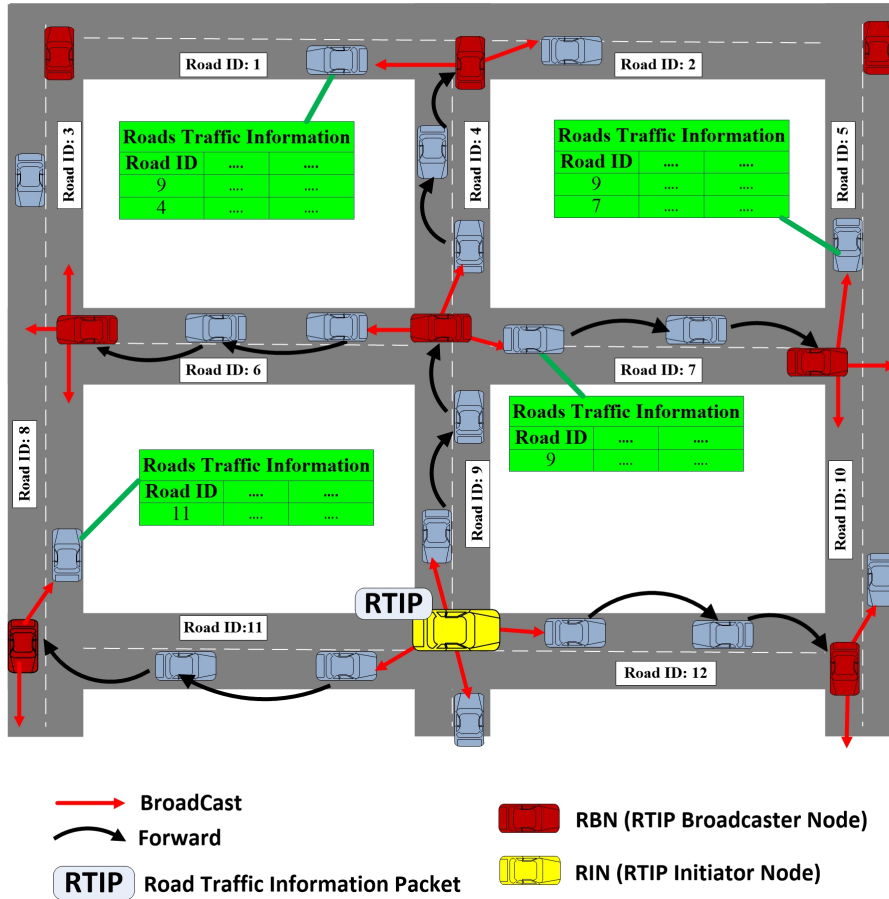 Road ID: 1
Road ID: 2
Road ID: 3
Road ID: 4
Road ID: 5
Roads Traffic Information
Road ID .... ....
9 .... ....
4 .... ....
Roads Traffic Information
Road ID .... ....
9 .... ....
7 .... ....
Road ID: 6
Road ID: 7
Roads Traffic Information
Road ID .... ....
9 .... ....
Road ID: 8
Roads Traffic Information
Road ID .... ....
11 .... ....
Road ID: 9
Road ID: 10
RTIP
Road ID:11
Road ID: 12
BroadCast
Forward
RTIP Road Traffic Information Packet
RBN (RTIP Broadcaster Node)
RIN (RTIP Initiator Node)